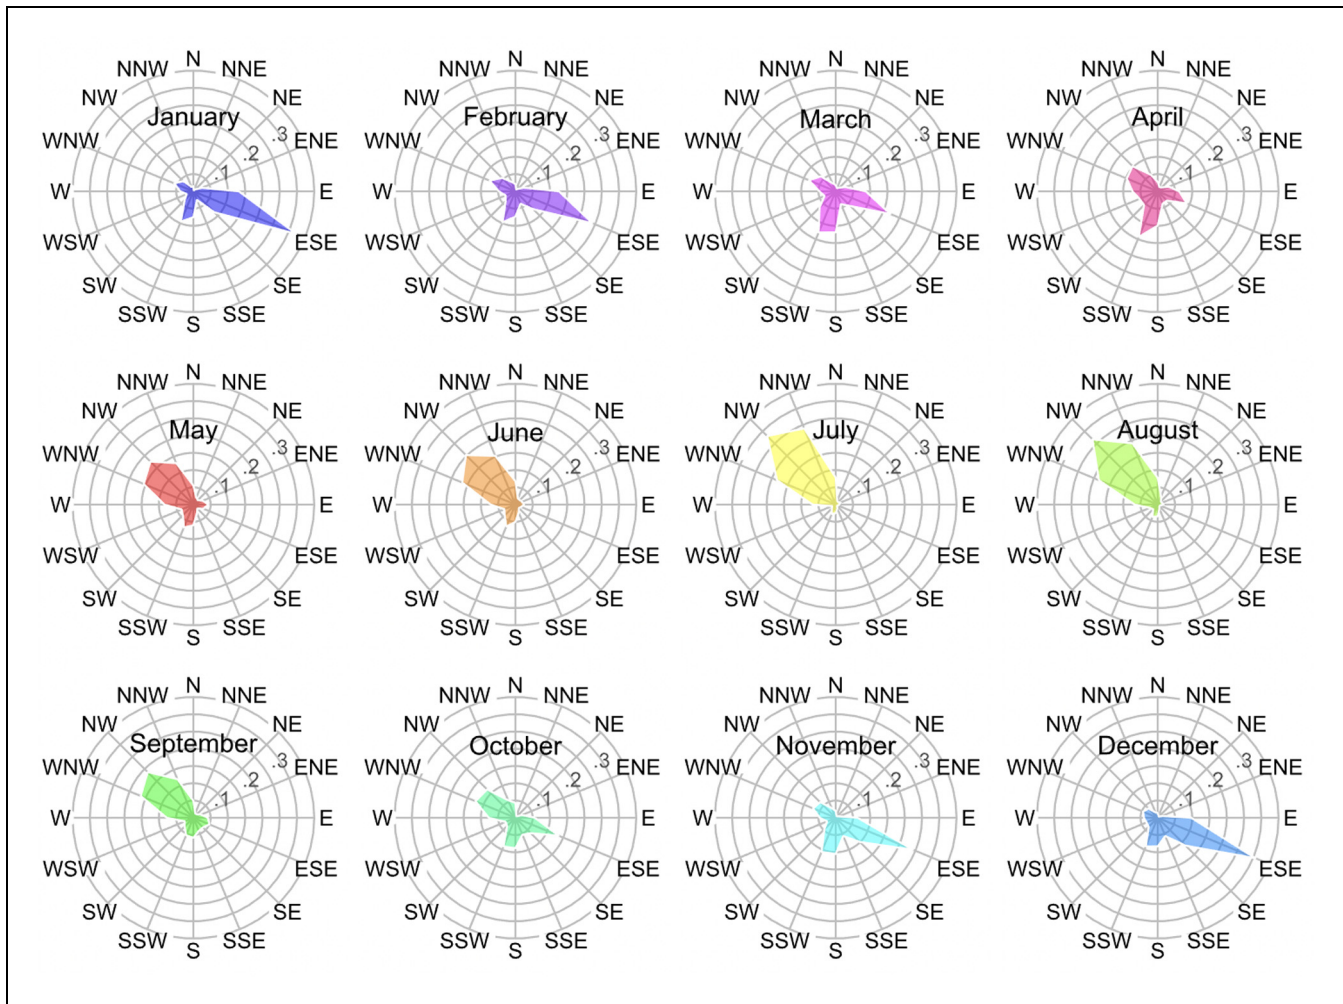 N N N N
NNW NNE NNW NNE NNW NNE NNW NNE
NW NE NW NE NW NE NW NE
January February March April
WNW .1 .2 .3 ENE WNW .1 .2 .3 ENE WNW .1 .2 .3 ENE WNW .1 .2 .3 ENE
W E W E W E W E
WSW ESE WSW ESE WSW ESE WSW ESE
SW SE SW SE SW SE SW SE
SSW SSE SSW SSE SSW SSE SSW SSE
S S S S
N N N N
NNW NNE NNW NNE NNW NNE NNW NNE
NW NE NW NE NW NE NW NE
May June July August
WNW .1 .2 .3 ENE WNW .1 .2 .3 ENE WNW .1 .2 .3 ENE WNW .1 .2 .3 ENE
W E W E W E W E
WSW ESE WSW ESE WSW ESE WSW ESE
SW SE SW SE SW SE SW SE
SSW SSE SSW SSE SSW SSE SSW SSE
S S S S
N N N N
NNW NNE NNW NNE NNW NNE NNW NNE
NW NE NW NE NW NE NW NE
September October November December
WNW .1 .2 .3 ENE WNW .1 .2 .3 ENE WNW .1 .2 .3 ENE WNW .1 .2 .3 ENE
W E W E W E W E
WSW ESE WSW ESE WSW ESE WSW ESE
SW SE SW SE SW SE SW SE
SSW SSE SSW SSE SSW SSE SSW SSE
S S S S